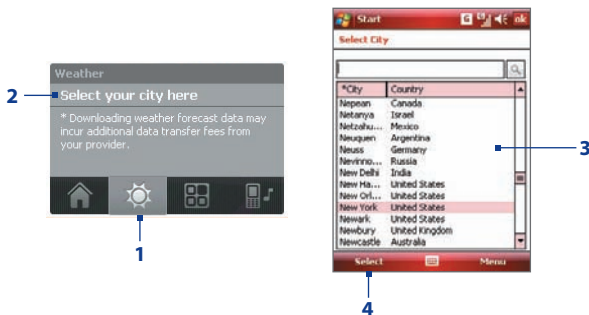 Weather
2
Select your city here
* Downloading weather forecast data may
incur additional data transfer fees from
your provider.
1
Start
G
ok
Select City
*City Country
Nepean Canada
Netanya Israel
Netzahu... Mexico
Neuquen Argentina
Neuss Germany
Nevinno... Russia
New Delhi India
New Ha... United States
New Orl... United States
New York United States
Newark United States
Newbury United Kingdom
Newcastle Australia
3
Select Menu
4